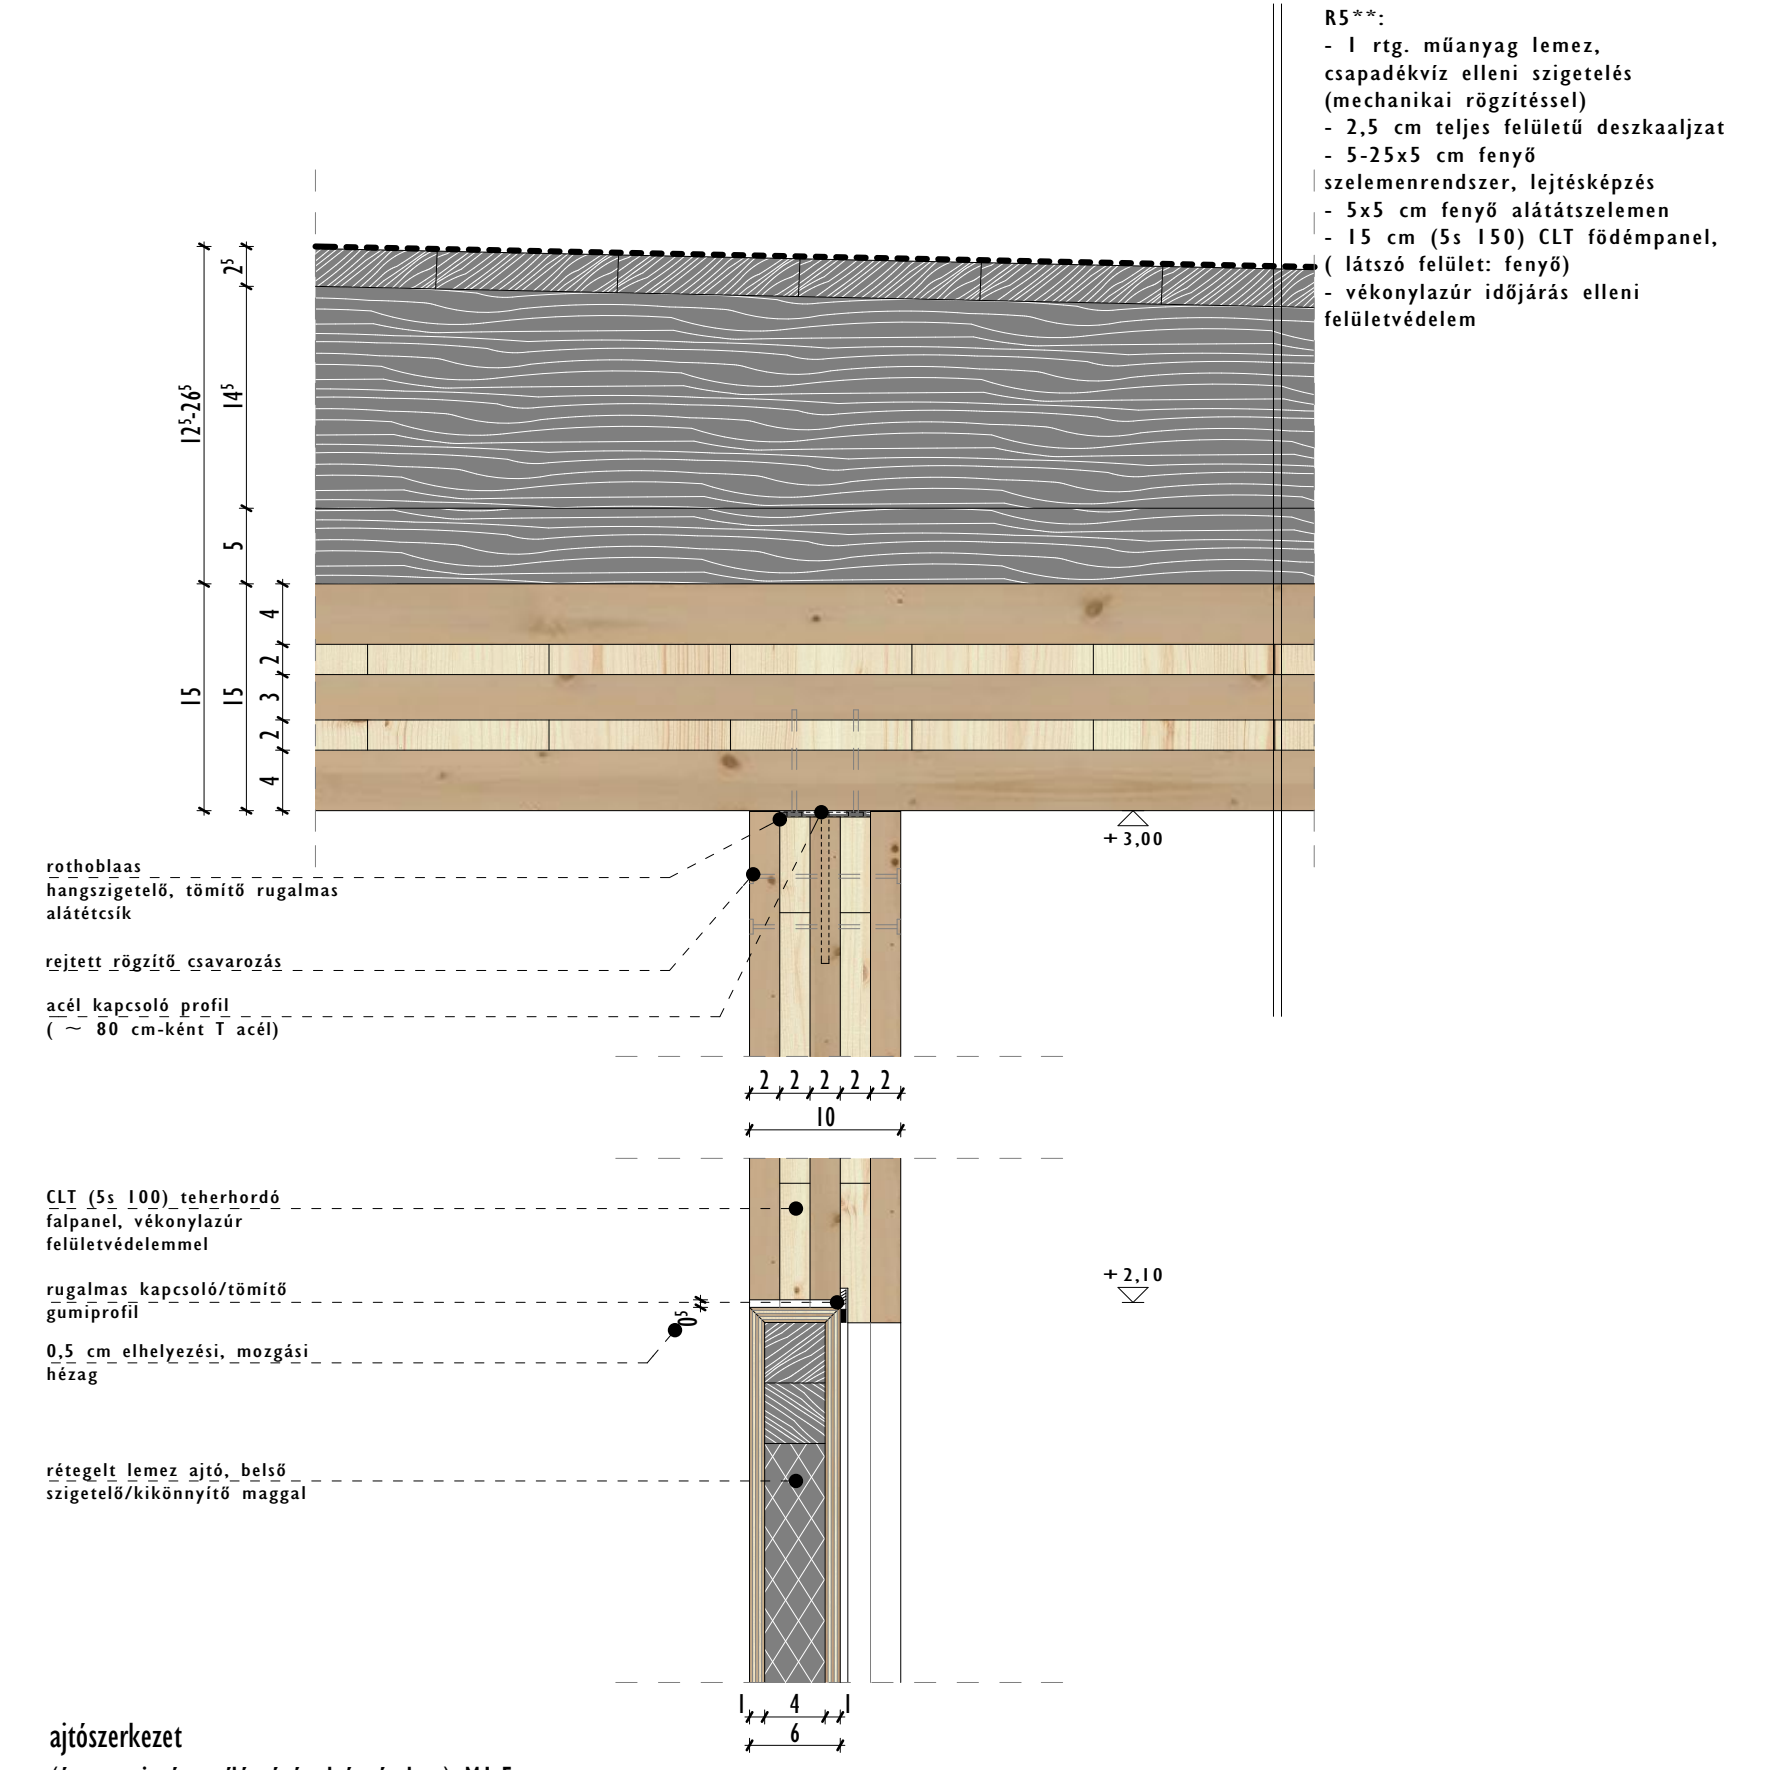 R5**:
- 1 rtg. műanyag lemez,
csapadékvíz elleni szigetelés
(mechanikai rögzítéssel)
- 2,5 cm teljes felületű deszkaaljzat
- 5-25x5 cm fenyő
szelemenrendszer, lejtésképzés
- 5x5 cm fenyő alátátszelemen
- 15 cm (5s 150) CLT födémpanel,
( látszó felület: fenyő)
- vékonylazúr időjárás elleni
felületvédelem
2⁵
12⁵-26⁵
14⁵
5
4
2
15
15
3
2
4
+3,00
rothoblaas
hangszigetelő, tömítő rugalmas
alátétcsík
rejtett rögzítő csavarozás
acél kapcsoló profil
( ~ 80 cm-ként T acél)
2 2 2 2 2
10
CLT (5s 100) teherhordó
falpanel, vékonylazúr
felületvédelemmel
+2,10
rugalmas kapcsoló/tömítő
gumiprofil
0⁵
0,5 cm elhelyezési, mozgási
hézag
rétegelt lemez ajtó, belső
szigetelő/kikönnyítő maggal
1 4 1
6
ajtószerkezet